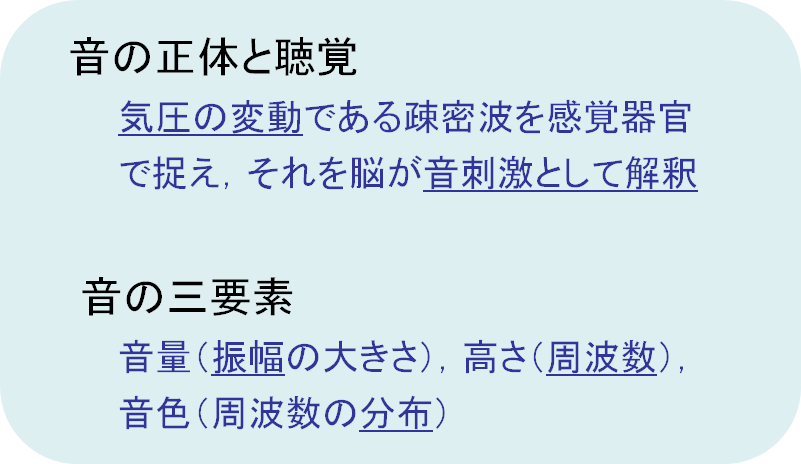 音の正体と聴覚
気圧の変動である疎密波を感覚器官
で捉え，それを脳が音刺激として解釈
音の三要素
音量（振幅の大きさ），高さ（周波数），
音色（周波数の分布）